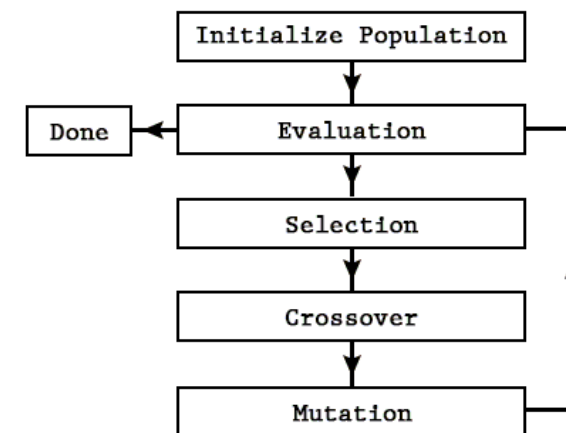 Initialize Population
Done
Evaluation
Selection
Crossover
Mutation